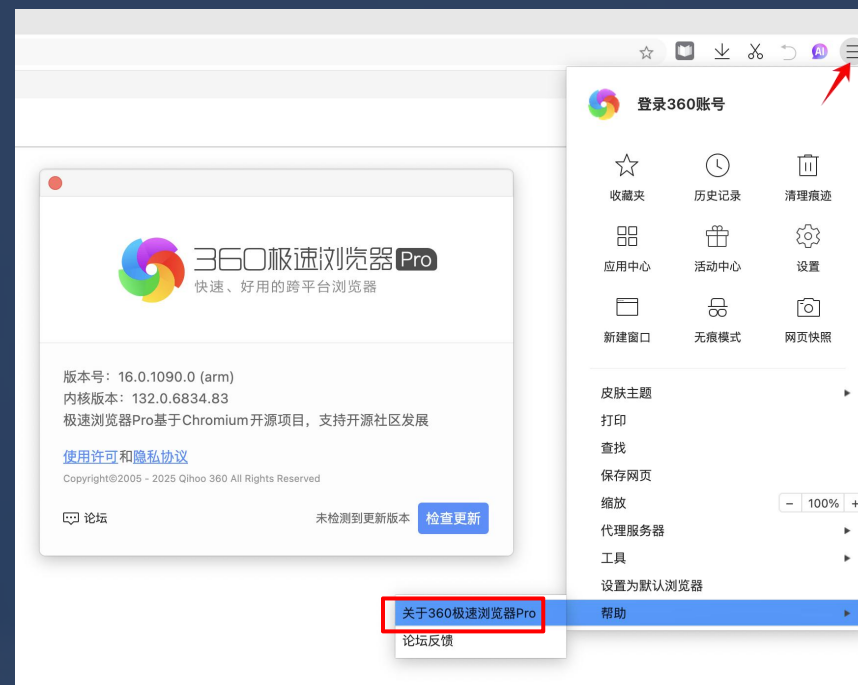 AI
登录360账号
收藏夹
历史记录
清理痕迹
应用中心
活动中心
设置
新建窗口
无痕模式
网页快照
皮肤主题
打印
查找
保存网页
缩放
－ 100% +
代理服务器
工具
设置为默认浏览器
帮助
关于360极速浏览器Pro
论坛反馈
360极速浏览器Pro
快速、好用的跨平台浏览器
版本号：16.0.1090.0 (arm)
内核版本：132.0.6834.83
极速浏览器Pro基于Chromium开源项目，支持开源社区发展
使用许可和隐私协议
Copyright©2005 - 2025 Qihoo 360 All Rights Reserved
论坛
未检测到更新版本 检查更新